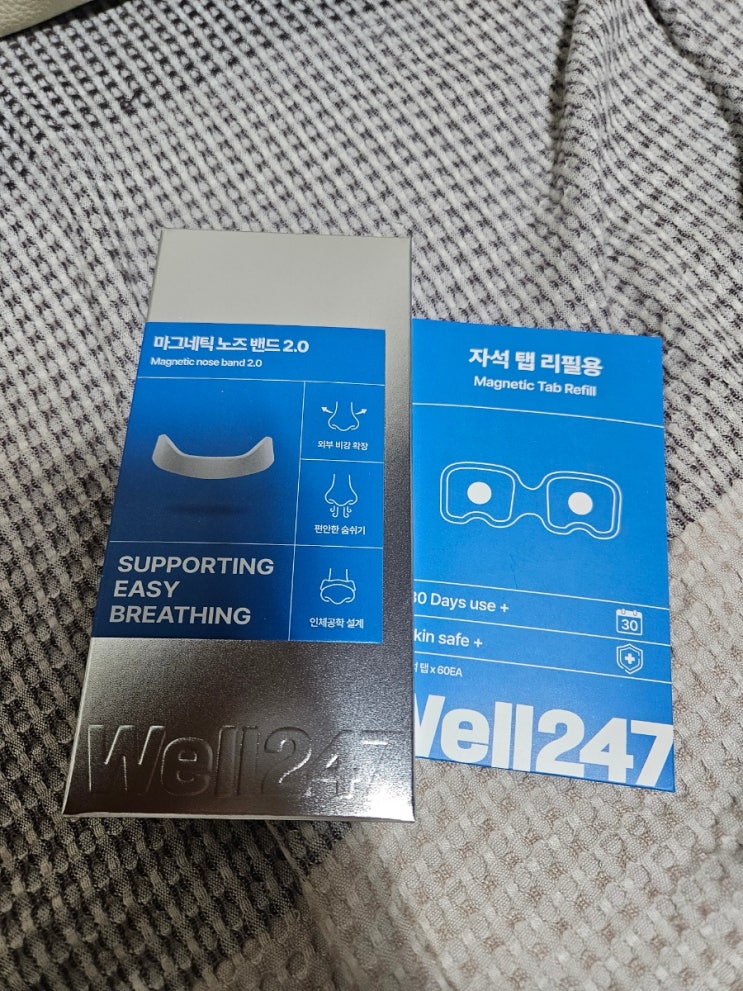 마그네틱 노즈 밴드 2.0
Magnetic nose band 2.0
외부 비강 확장
편안한 숨쉬기
인체공학 설계
SUPPORTING
EASY
BREATHING
Well247
자석 탭 리필용
Magnetic Tab Refill
0 Days use +
30
kin safe +
탭 x 60EA
Well247